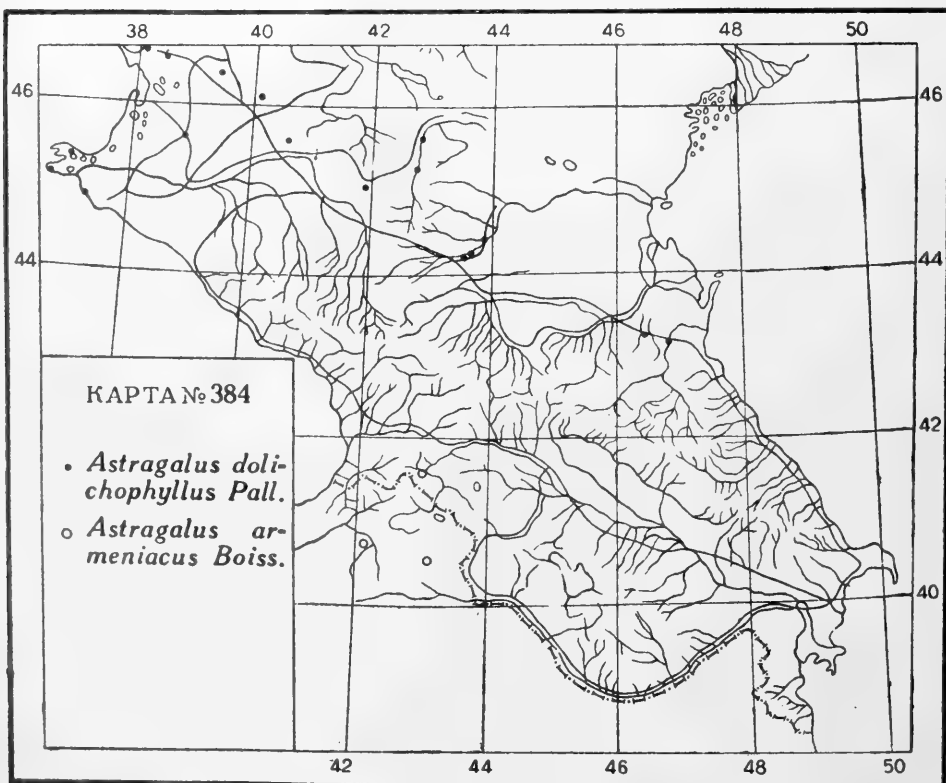 38 40 42 44 46 48 50
46 46
44 44
42
40
КАРТА № 384
• Astragalus doli-
chophyllus Pall.
○ Astragalus ar-
meniacus Boiss.
42 44 46 48 50